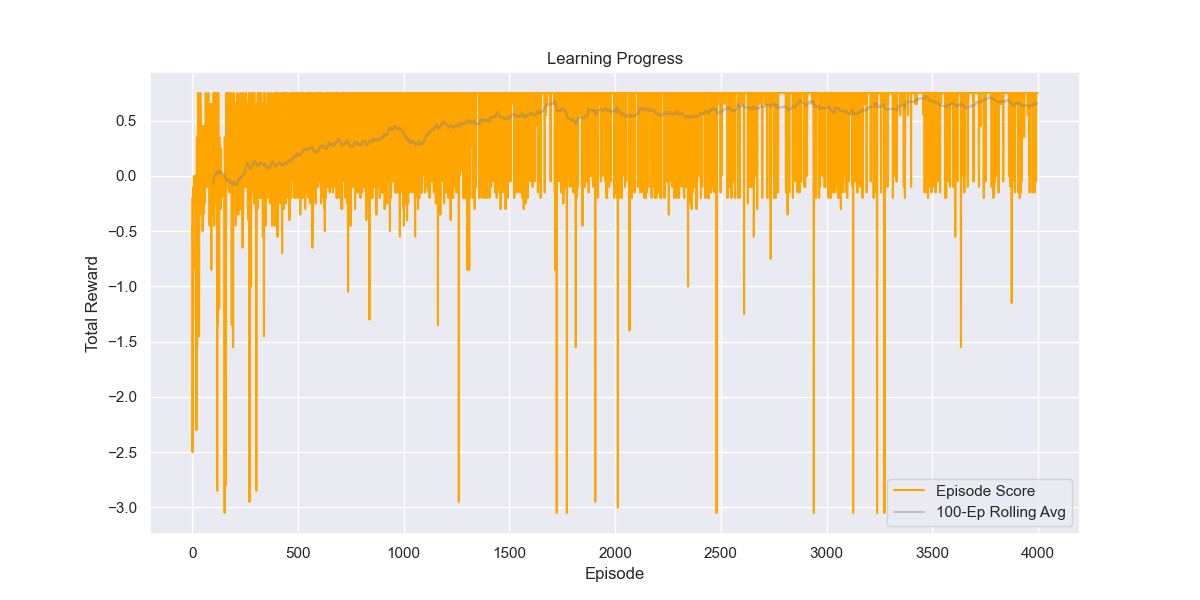 Learning Progress
Total Reward
0.5
0.0
−0.5
−1.0
−1.5
−2.0
−2.5
−3.0
Episode Score
100-Ep Rolling Avg
0 500 1000 1500 2000 2500 3000 3500 4000
Episode